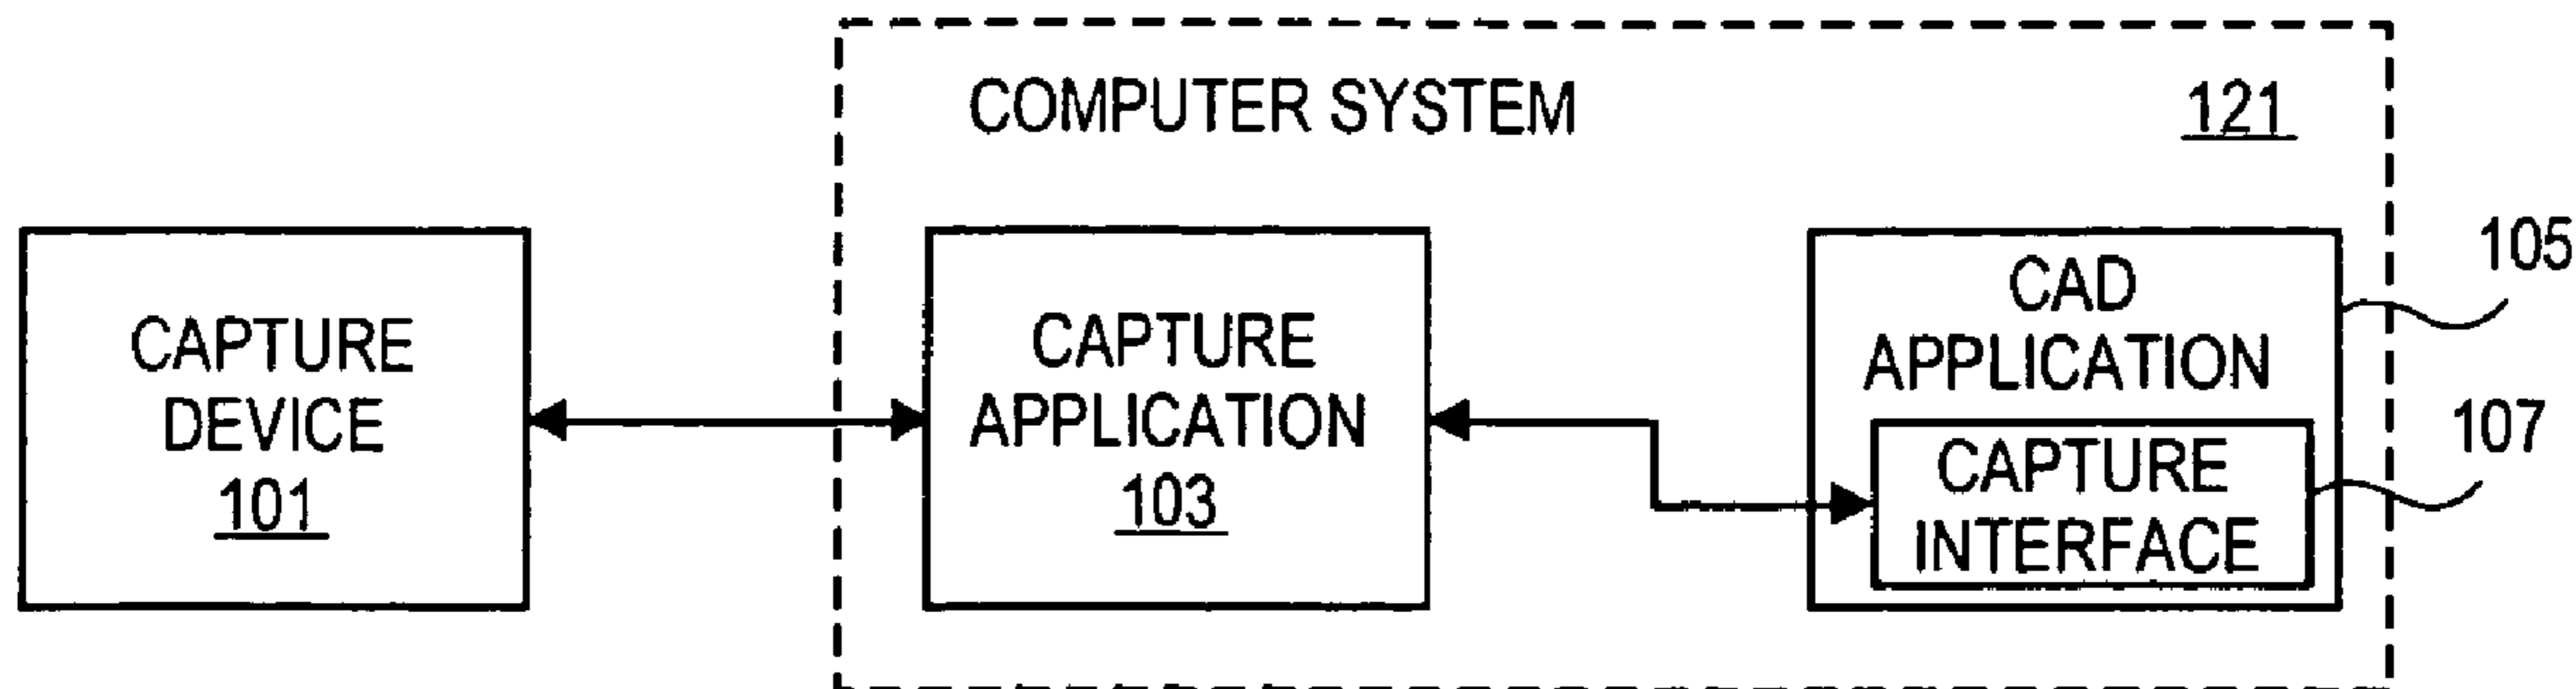 COMPUTER SYSTEM
121
CAPTURE
DEVICE
101
CAPTURE
APPLICATION
103
CAD
APPLICATION
105
CAPTURE
INTERFACE
107